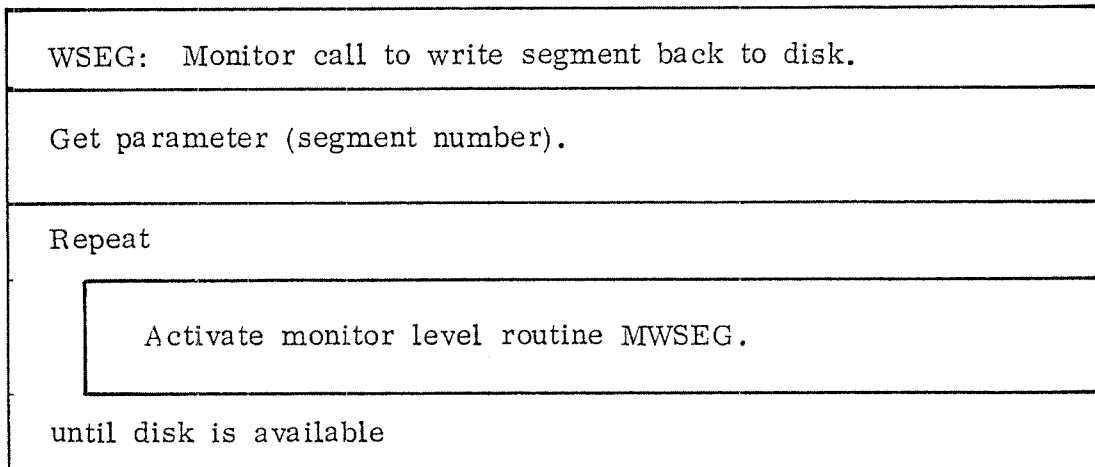 WSEG: Monitor call to write segment back to disk.
Get parameter (segment number).
Repeat
Activate monitor level routine MWSEG.
until disk is available